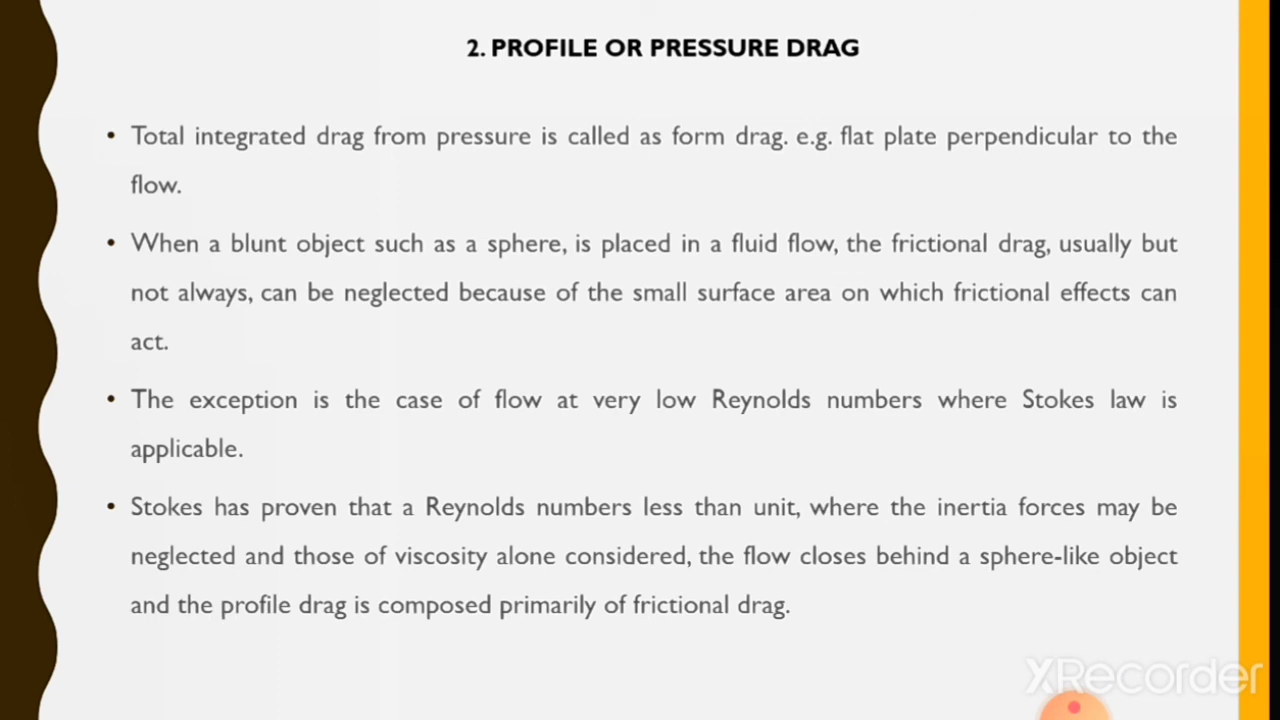 2. PROFILE OR PRESSURE DRAG
• Total integrated drag from pressure is called as form drag. e.g. flat plate perpendicular to the
flow.
• When a blunt object such as a sphere, is placed in a fluid flow, the frictional drag, usually but
not always, can be neglected because of the small surface area on which frictional effects can
act.
• The exception is the case of flow at very low Reynolds numbers where Stokes law is
applicable.
• Stokes has proven that a Reynolds numbers less than unit, where the inertia forces may be
neglected and those of viscosity alone considered, the flow closes behind a sphere-like object
and the profile drag is composed primarily of frictional drag.
XRecorder